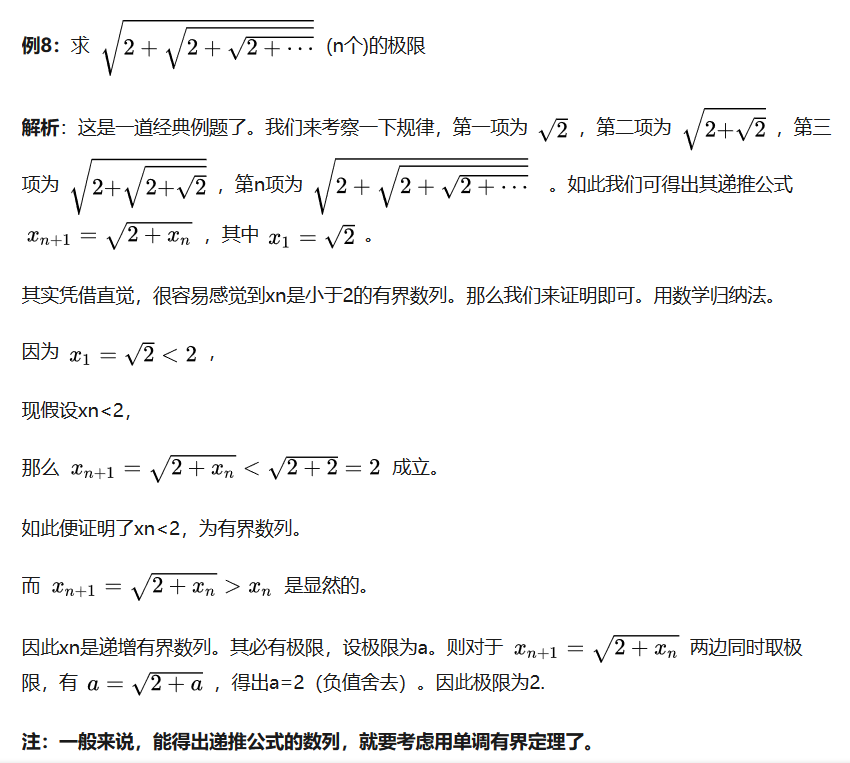 例8：求 $\sqrt{2+\sqrt{2+\sqrt{2+\cdots}}}$ (n个)的极限
解析：这是一道经典例题了。我们来考察一下规律，第一项为 $\sqrt{2}$ ，第二项为 $\sqrt{2+\sqrt{2}}$ ，第三
项为 $\sqrt{2+\sqrt{2+\sqrt{2}}}$ ，第n项为 $\sqrt{2+\sqrt{2+\sqrt{2+\cdots}}}$ 。如此我们可得出其递推公式
$x_{n+1}=\sqrt{2+x_n}$ ，其中 $x_1=\sqrt{2}$ 。
其实凭借直觉，很容易感觉到xn是小于2的有界数列。那么我们来证明即可。用数学归纳法。
因为 $x_1=\sqrt{2}<2$ ，
现假设xn<2，
那么 $x_{n+1}=\sqrt{2+x_n}<\sqrt{2+2}=2$ 成立。
如此便证明了xn<2，为有界数列。
而 $x_{n+1}=\sqrt{2+x_n}>x_n$ 是显然的。
因此xn是递增有界数列。其必有极限，设极限为a。则对于 $x_{n+1}=\sqrt{2+x_n}$ 两边同时取极
限，有 $a=\sqrt{2+a}$ ，得出a=2（负值舍去）。因此极限为2.
注：一般来说，能得出递推公式的数列，就要考虑用单调有界定理了。